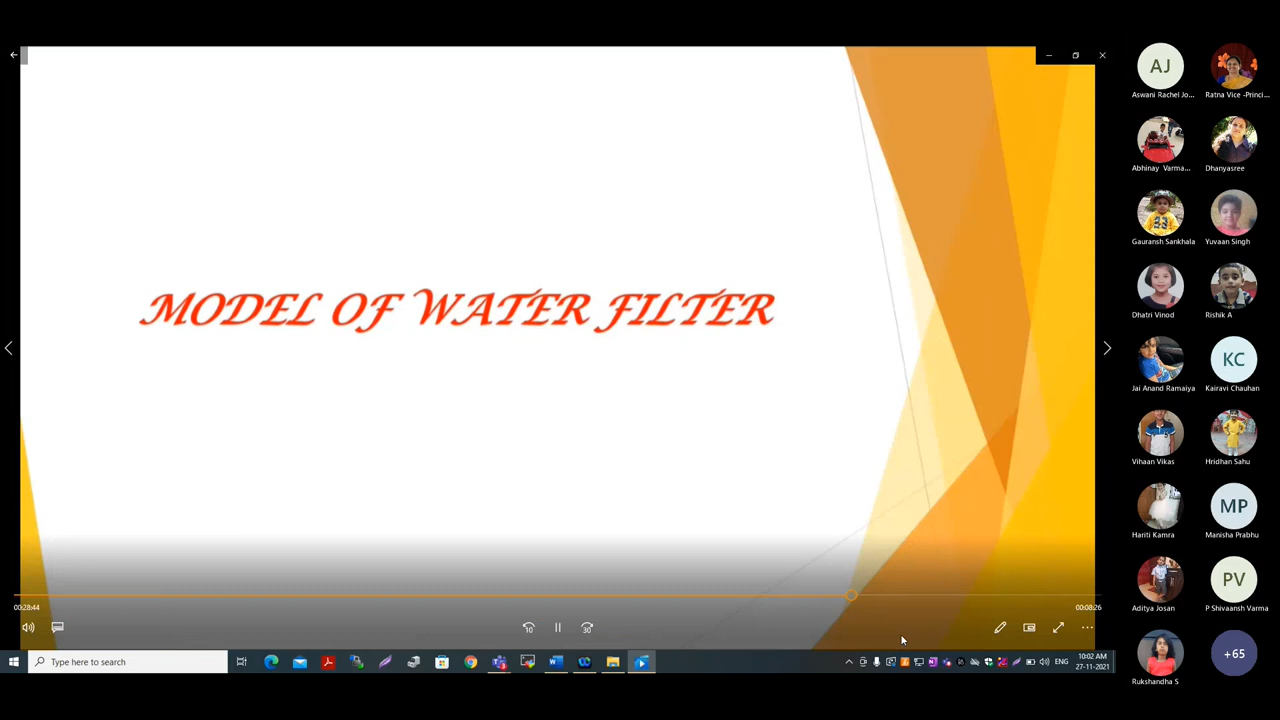 MODEL OF WATER FILTER
00:28:44
00:08:26
10
30
Type here to search
ENG
10:02 AM
27-11-2021
AJ
Aswani Rachel Jo...
Ratna Vice -Princi...
Abhinay Varma...
Dhanyasree
Gauransh Sankhala
Yuvaan Singh
Dhatri Vinod
Rishik A
Jai Anand Ramaiya
KC
Kairavi Chauhan
Vihaan Vikas
Hridhan Sahu
Hariti Kamra
MP
Manisha Prabhu
Aditya Josan
PV
P Shivaansh Varma
Rukshandha S
+65